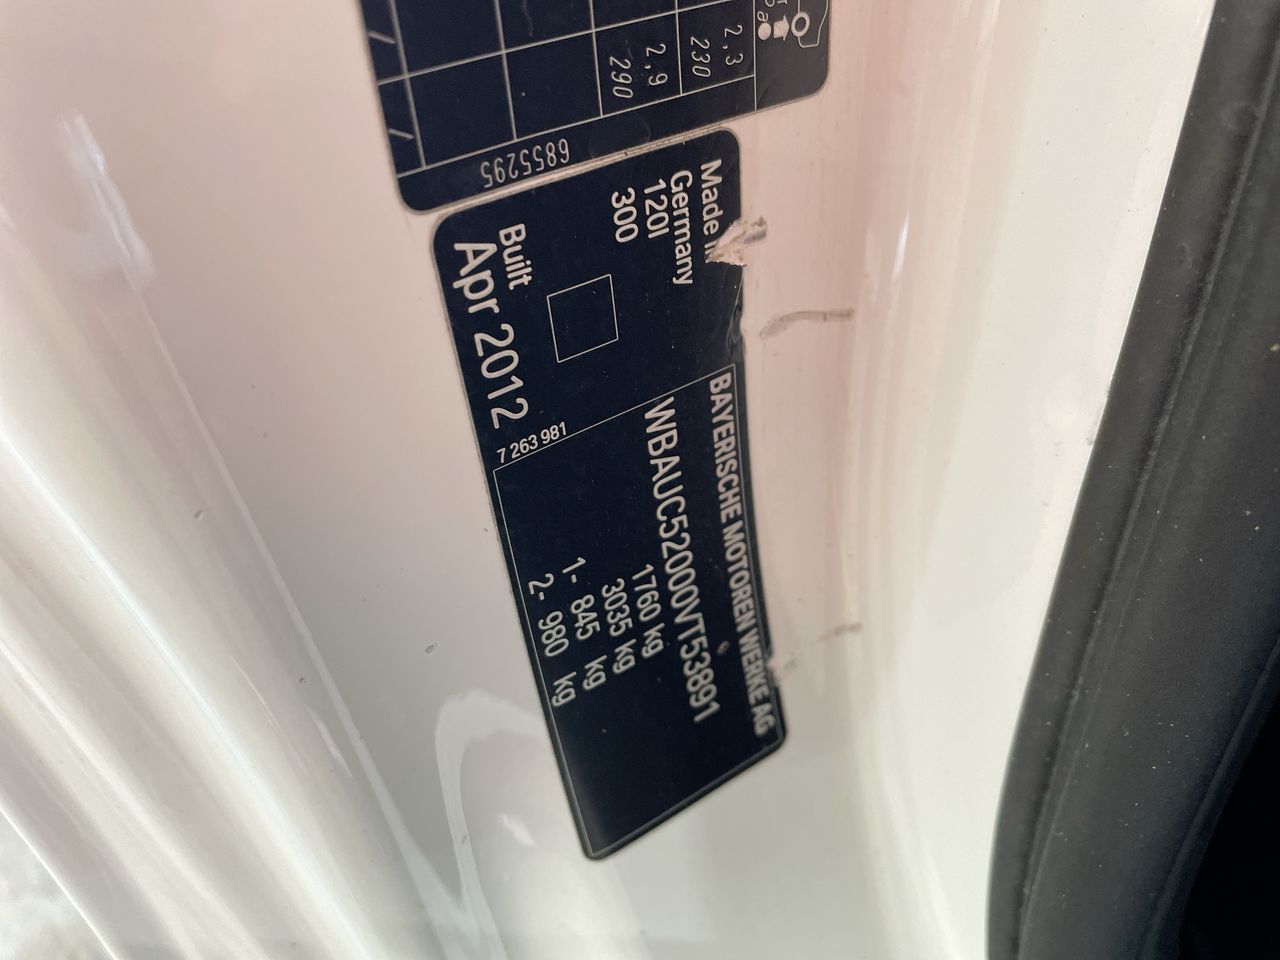 2,3
230
2,9
290
6855295
Made in
Germany
120I
300
Built
Apr 2012
7 263 981
BAYERISCHE MOTOREN WERKE AG
WBAUC52000VT53891
1760 kg
3035 kg
1- 845 kg
2- 980 kg